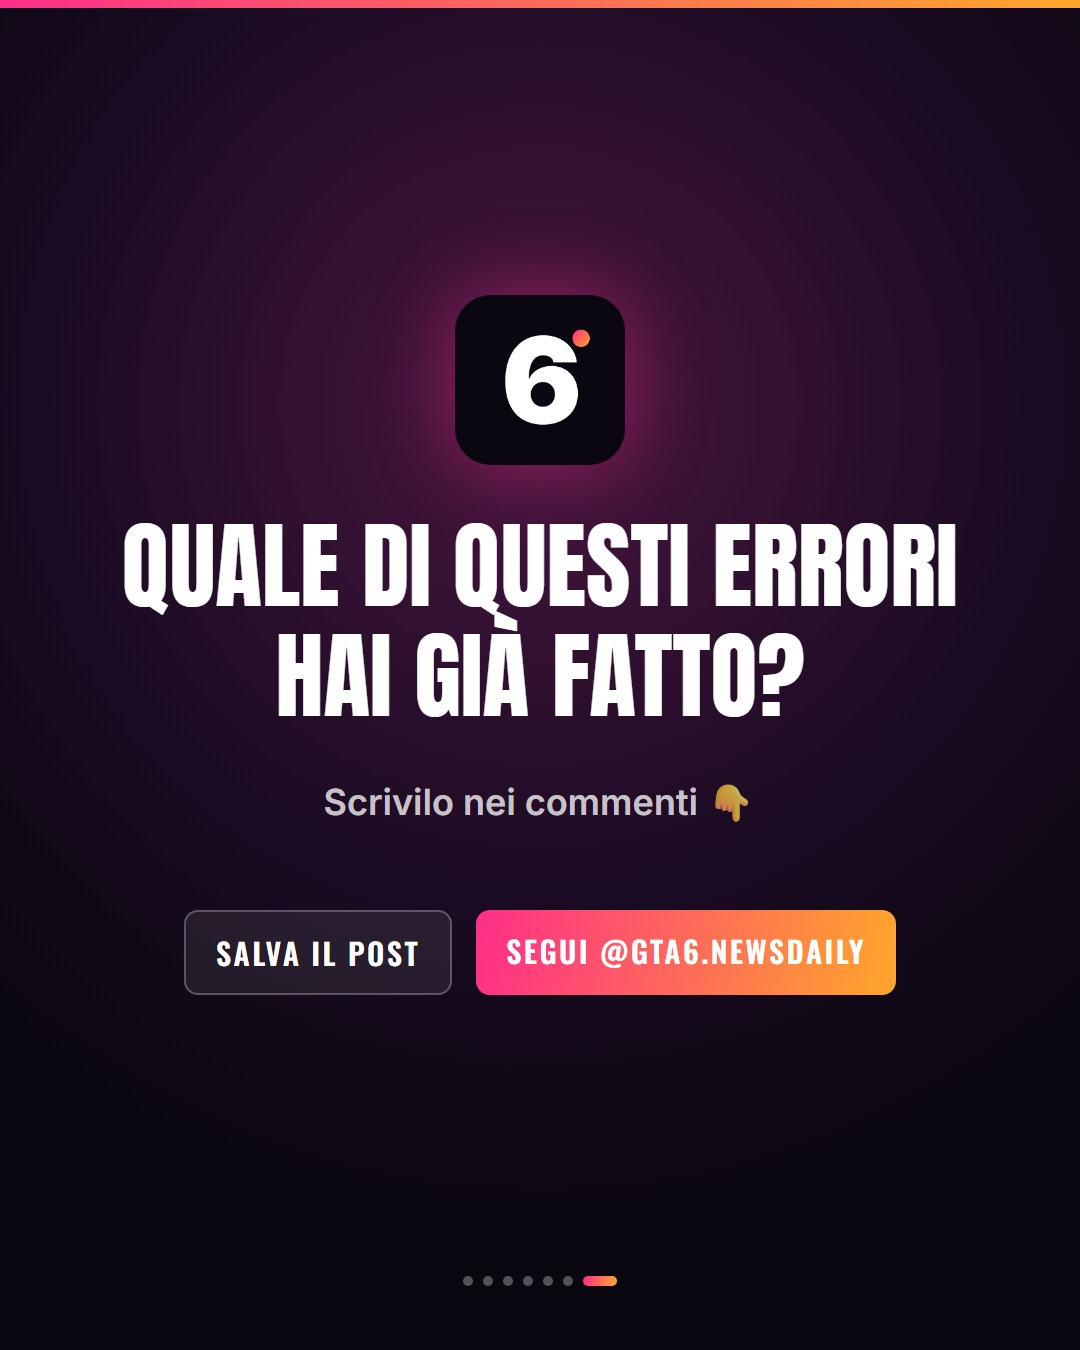 6
QUALE DI QUESTI ERRORI
HAI GIÀ FATTO?
Scrivilo nei commenti 👇
SALVA IL POST
SEGUI @GTA6.NEWSDAILY